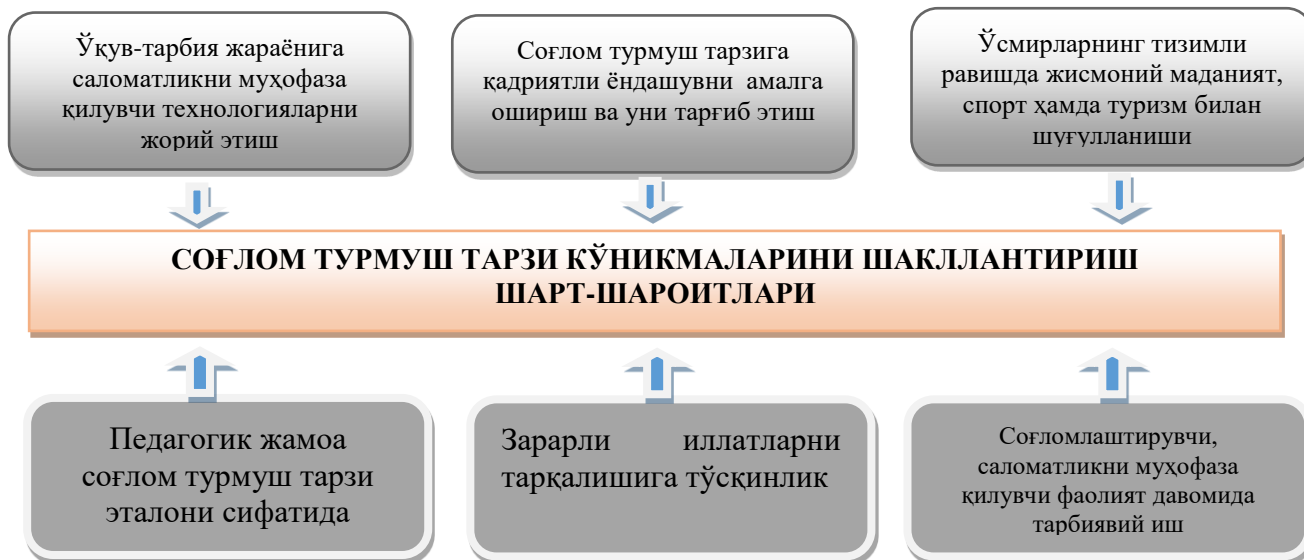 Ўқув-тарбия жараёнига
саломатликни муҳофаза
қилувчи технологияларни
жорий этиш
Соғлом турмуш тарзига
қадриятли ёндашувни амалга
ошириш ва уни тарғиб этиш
Ўсмирларнинг тизимли
равишда жисмоний маданият,
спорт ҳамда туризм билан
шуғулланиши
СОҒЛОМ ТУРМУШ ТАРЗИ КЎНИКМАЛАРИНИ ШАКЛЛАНТИРИШ
ШАРТ-ШАРОИТЛАРИ
Педагогик жамоа
соғлом турмуш тарзи
эталони сифатида
Зарарли иллатларни
тарқалишига тўсқинлик
Соғломлаштирувчи,
саломатликни муҳофаза
қилувчи фаолият давомида
тарбиявий иш